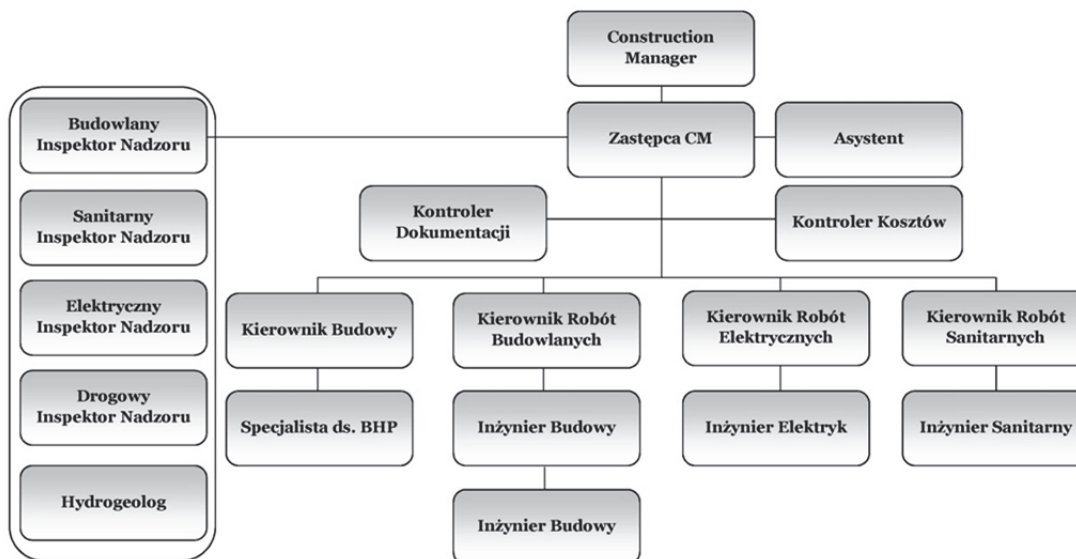 Construction
Manager
Budowlany
Inspektor Nadzoru
Zastępca CM
Asystent
Sanitarny
Inspektor Nadzoru
Kontroler
Dokumentacji
Kontroler Kosztów
Elektryczny
Inspektor Nadzoru
Kierownik Budowy
Kierownik Robót
Budowlanych
Kierownik Robót
Elektrycznych
Kierownik Robót
Sanitarnych
Drogowy
Inspektor Nadzoru
Specjalista ds. BHP
Inżynier Budowy
Inżynier Elektryk
Inżynier Sanitarny
Hydrogeolog
Inżynier Budowy